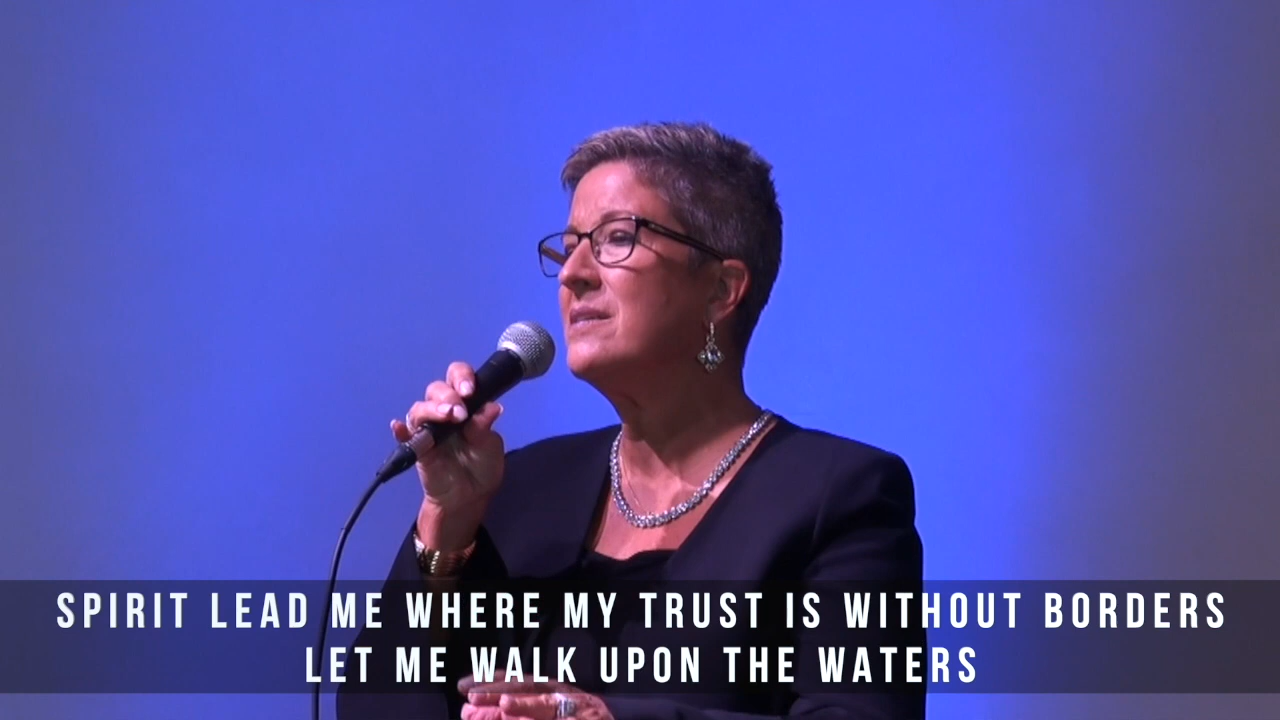 SPIRIT LEAD ME WHERE MY TRUST IS WITHOUT BORDERS
LET ME WALK UPON THE WATERS